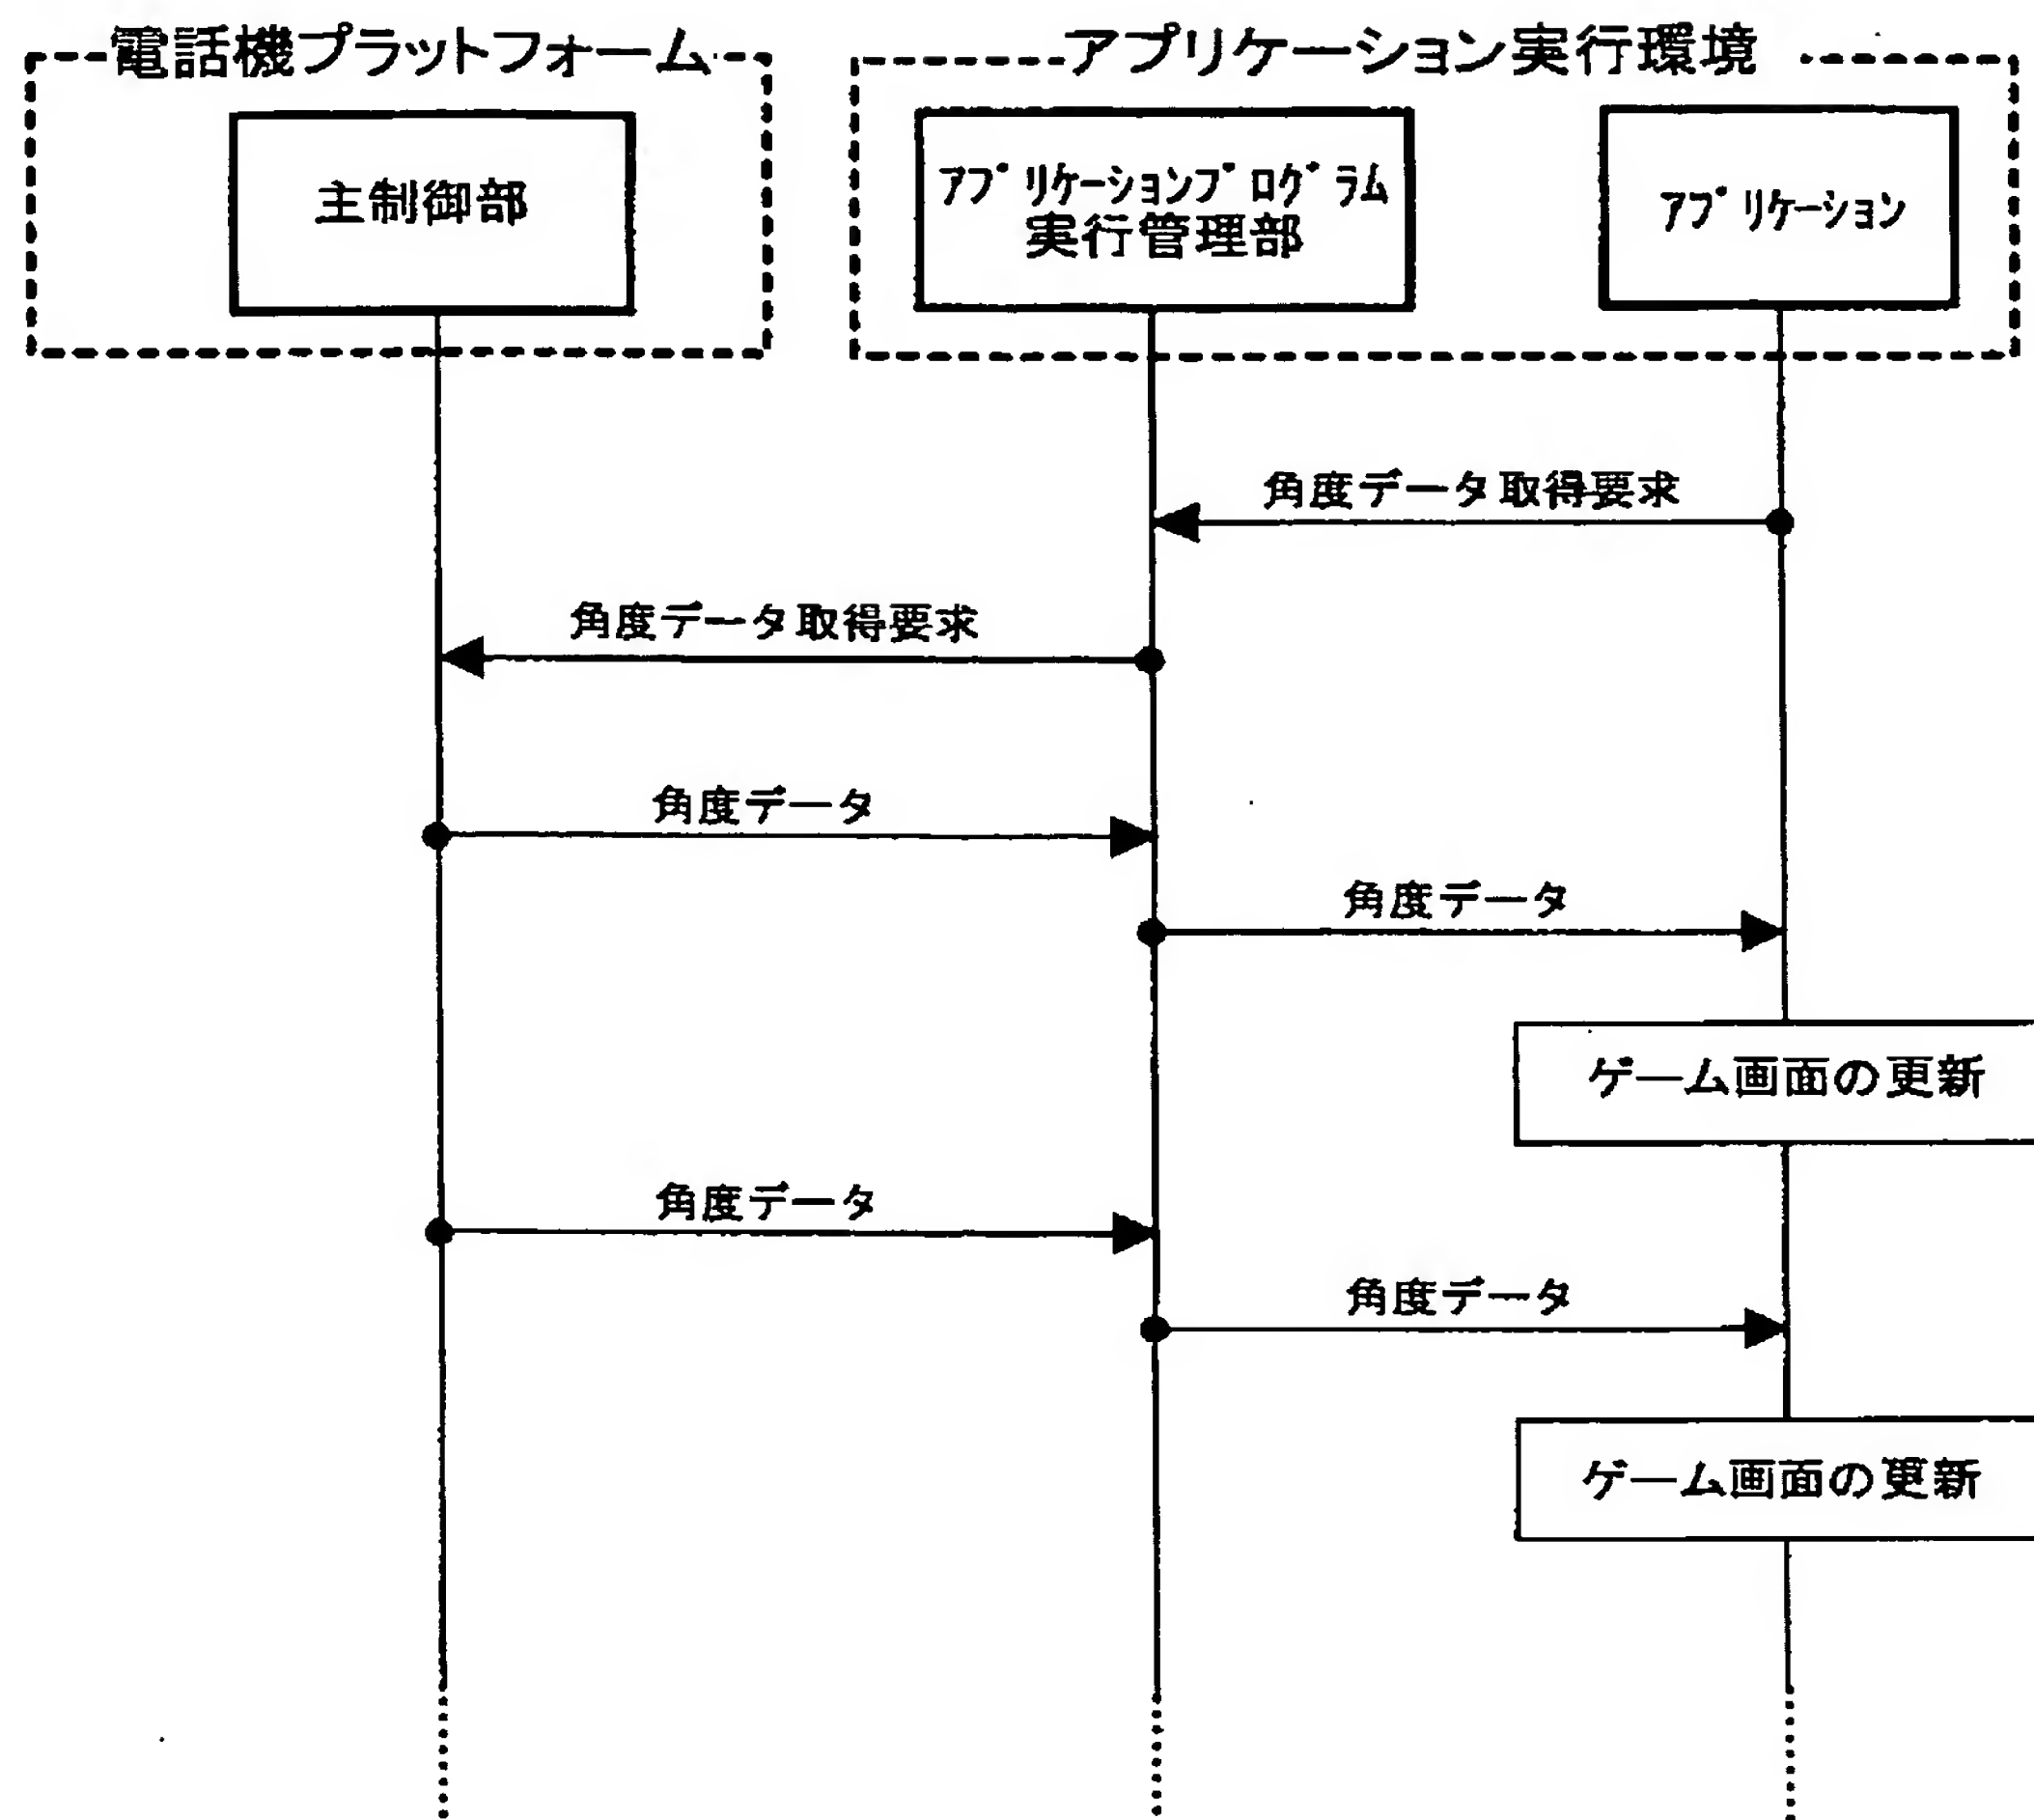 電話機プラットフォーム
アプリケーション実行環境
主制御部
アプリケーションプログラム
実行管理部
アプリケーション
角度データ取得要求
角度データ取得要求
角度データ
角度データ
ゲーム画面の更新
角度データ
角度データ
ゲーム画面の更新